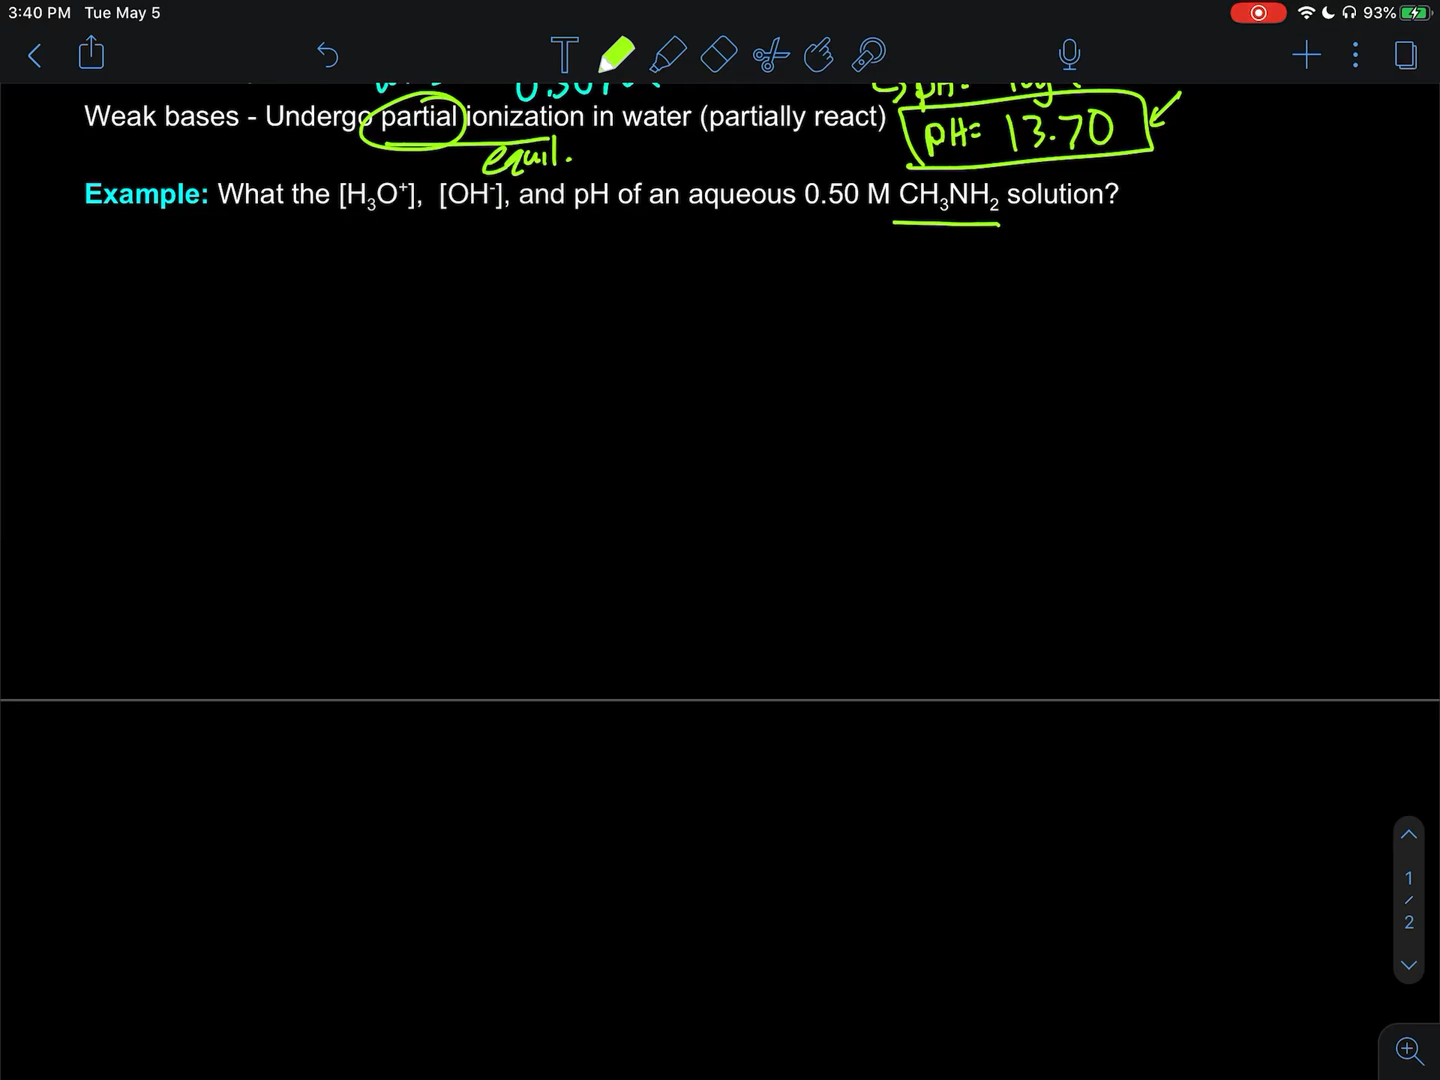 3:40 PM Tue May 5 93%
T
Weak bases - Undergo partial ionization in water (partially react) pH= 13.70
equil.
Example: What the [H₃O⁺], [OH⁻], and pH of an aqueous 0.50 M CH₃NH₂ solution?
1
/
2